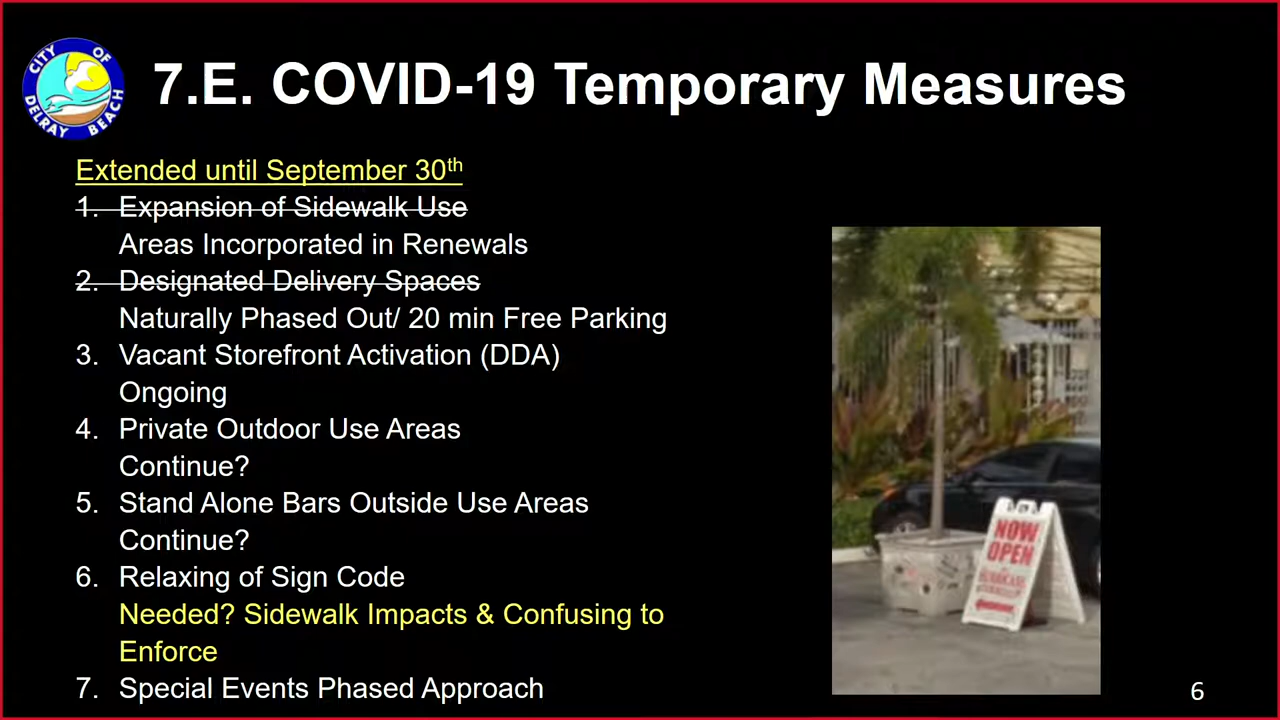 CITY OF
DELRAY BEACH
7.E. COVID-19 Temporary Measures
Extended until September 30th
1. Expansion of Sidewalk Use
Areas Incorporated in Renewals
2. Designated Delivery Spaces
Naturally Phased Out/ 20 min Free Parking
3. Vacant Storefront Activation (DDA)
Ongoing
4. Private Outdoor Use Areas
Continue?
5. Stand Alone Bars Outside Use Areas
Continue?
6. Relaxing of Sign Code
Needed? Sidewalk Impacts & Confusing to
Enforce
7. Special Events Phased Approach
NOW
OPEN
6